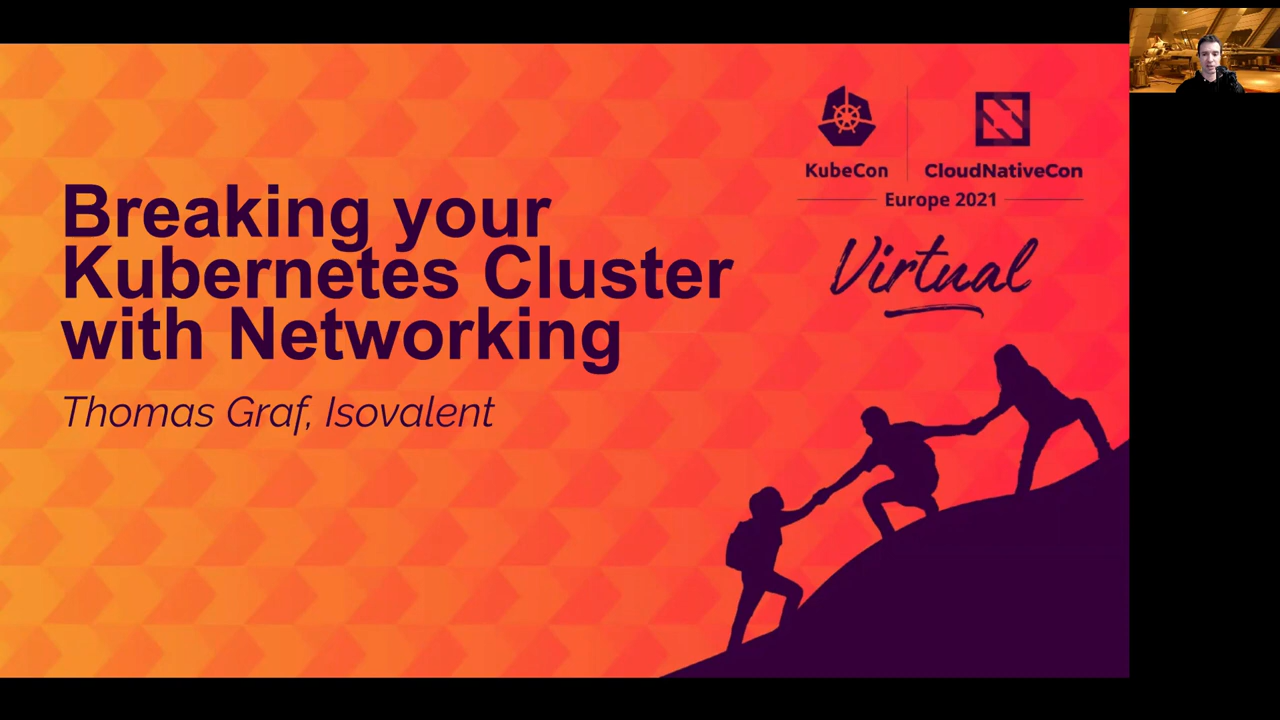 Breaking your
Kubernetes Cluster
with Networking
Thomas Graf, Isovalent
KubeCon
CloudNativeCon
Europe 2021
Virtual